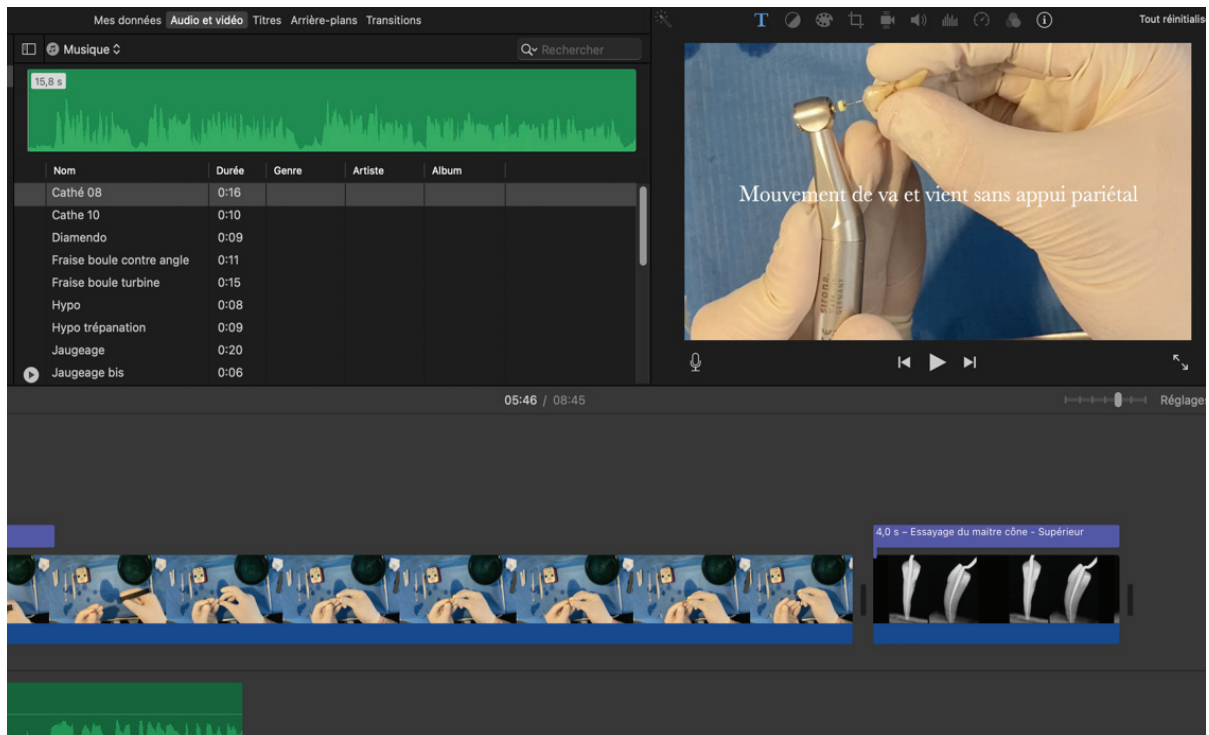 Mes données Audio et vidéo Titres Arrière-plans Transitions
T
Tout réinitialise
Musique
Rechercher
15,8 s
Nom Durée Genre Artiste Album
Cathé 08 0:16
Cathe 10 0:10
Diamendo 0:09
Fraise boule contre angle 0:11
Fraise boule turbine 0:15
Hypo 0:08
Hypo trépanation 0:09
Jaugeage 0:20
Jaugeage bis 0:06
Mouvement de va et vient sans appui pariétal
sirona
GERMANY
05:46 / 08:45
Réglages
4,0 s – Essayage du maitre cône - Supérieur